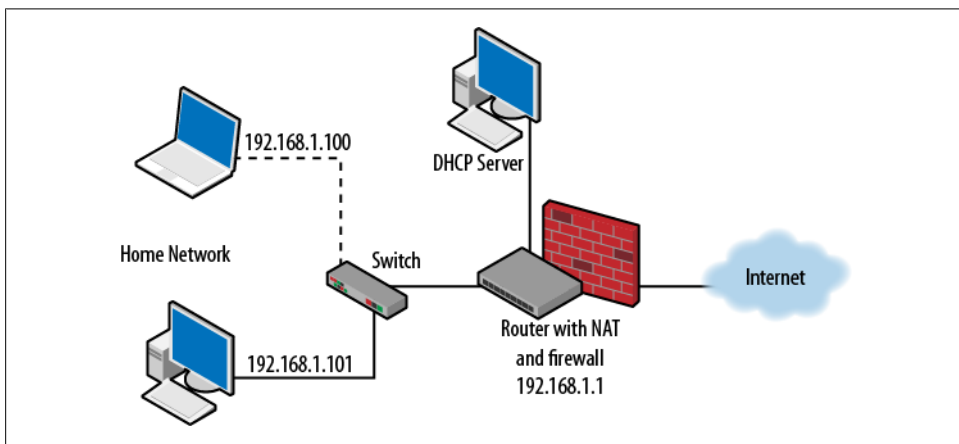 192.168.1.100
DHCP Server
Home Network
Switch
Internet
Router with NAT
and firewall
192.168.1.1
192.168.1.101